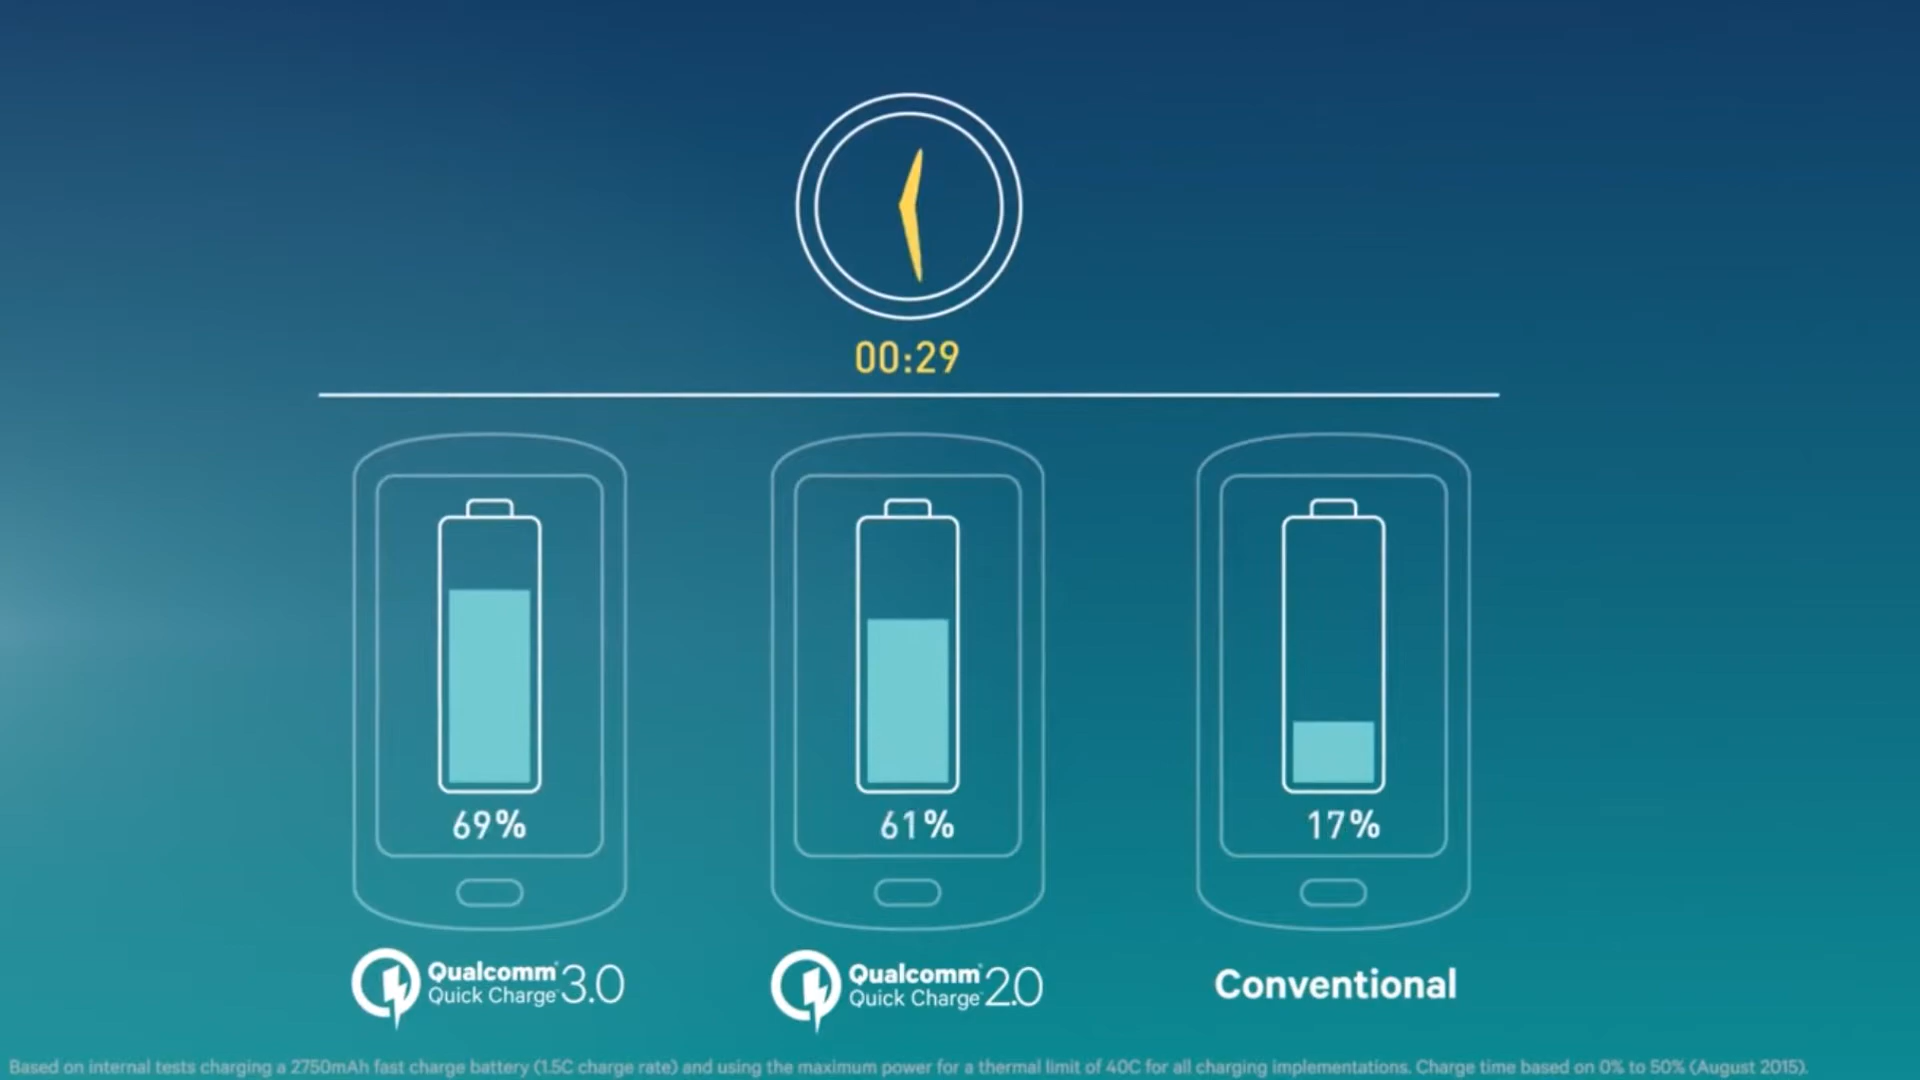 00:29
69%
61%
17%
Qualcomm®
Quick Charge™ 3.0
Qualcomm®
Quick Charge™ 2.0
Conventional
Based on internal tests charging a 2750mAh fast charge battery (1.5C charge rate) and using the maximum power for a thermal limit of 40C for all charging implementations. Charge time based on 0% to 50% (August 2015).